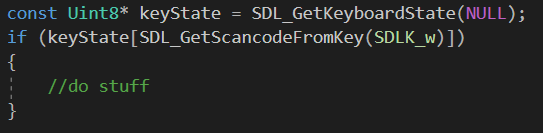 const Uint8* keyState = SDL_GetKeyboardState(NULL);
if (keyState[SDL_GetScancodeFromKey(SDLK_w)])
{
    //do stuff
}